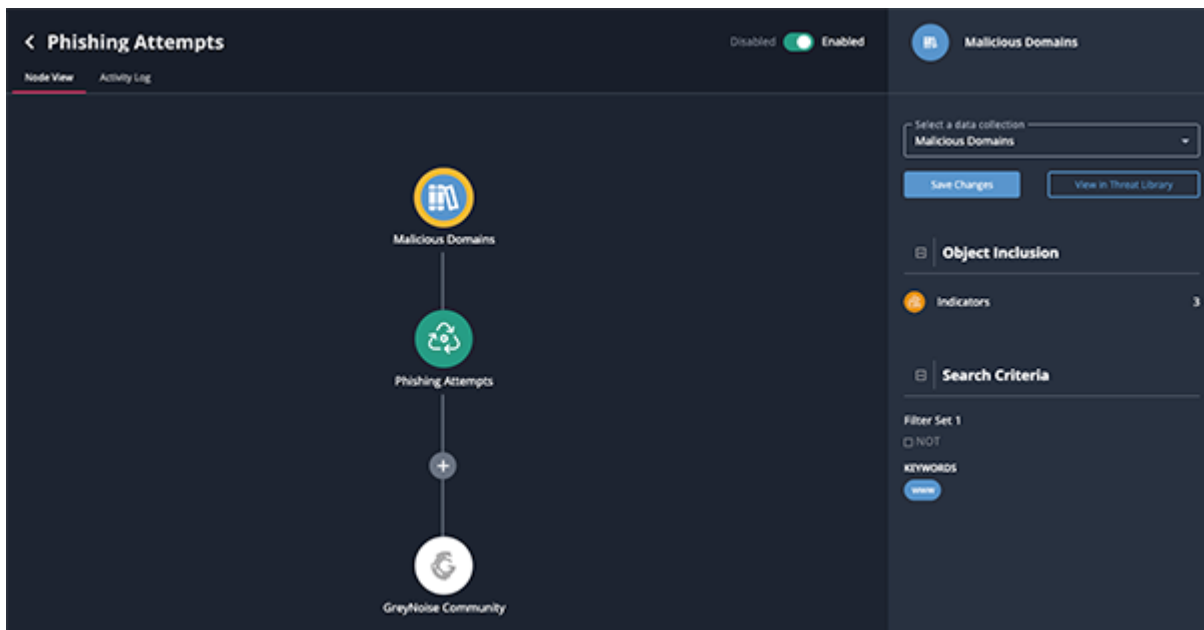 Phishing Attempts
Disabled Enabled
Node View Activity Log
Malicious Domains
Phishing Attempts
GreyNoise Community
Malicious Domains
Select a data collection
Malicious Domains
Save Changes View in Threat Library
Object Inclusion
Indicators 3
Search Criteria
Filter Set 1
NOT
KEYWORDS
www